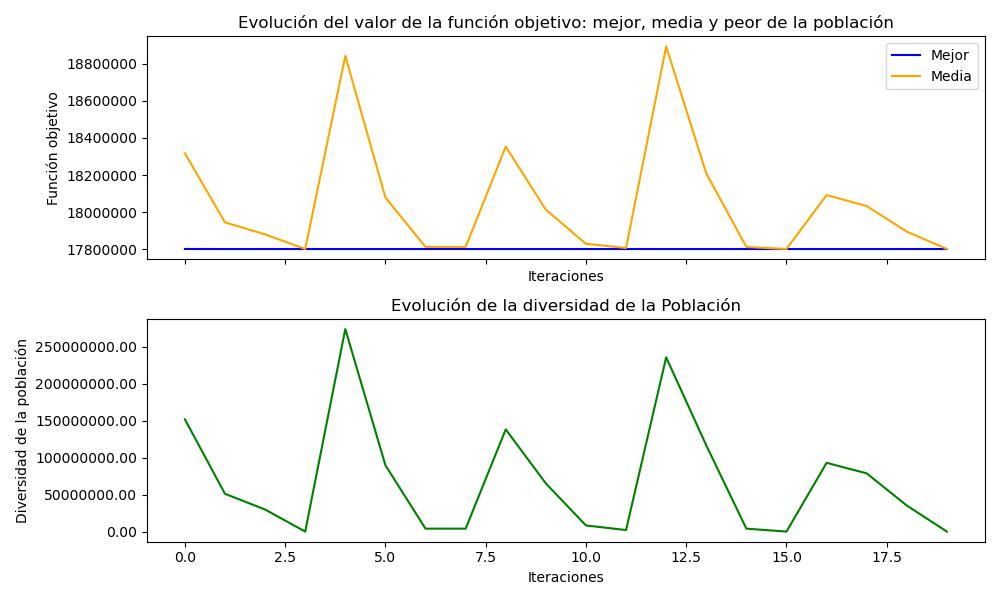 Evolución del valor de la función objetivo: mejor, media y peor de la población
Función objetivo
18800000
18600000
18400000
18200000
18000000
17800000
Mejor
Media
Iteraciones
Evolución de la diversidad de la Población
Diversidad de la población
250000000.00
200000000.00
150000000.00
100000000.00
50000000.00
0.00
0.0 2.5 5.0 7.5 10.0 12.5 15.0 17.5
Iteraciones